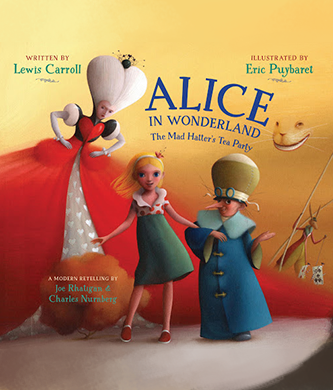 WRITTEN BY
Lewis Carroll
ILLUSTRATED BY
Eric Puybaret
ALICE
IN WONDERLAND
The Mad Hatter's Tea Party
A MODERN RETELLING BY
Joe Rhatigan &
Charles Nurnberg